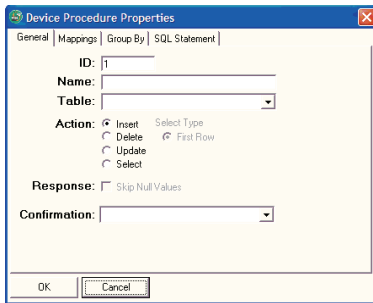 Device Procedure Properties
General Mappings Group By SQL Statement
ID: 1
Name:
Table:
Action: Insert Select Type
Delete First Row
Update
Select
Response: Skip Null Values
Confirmation:
OK Cancel